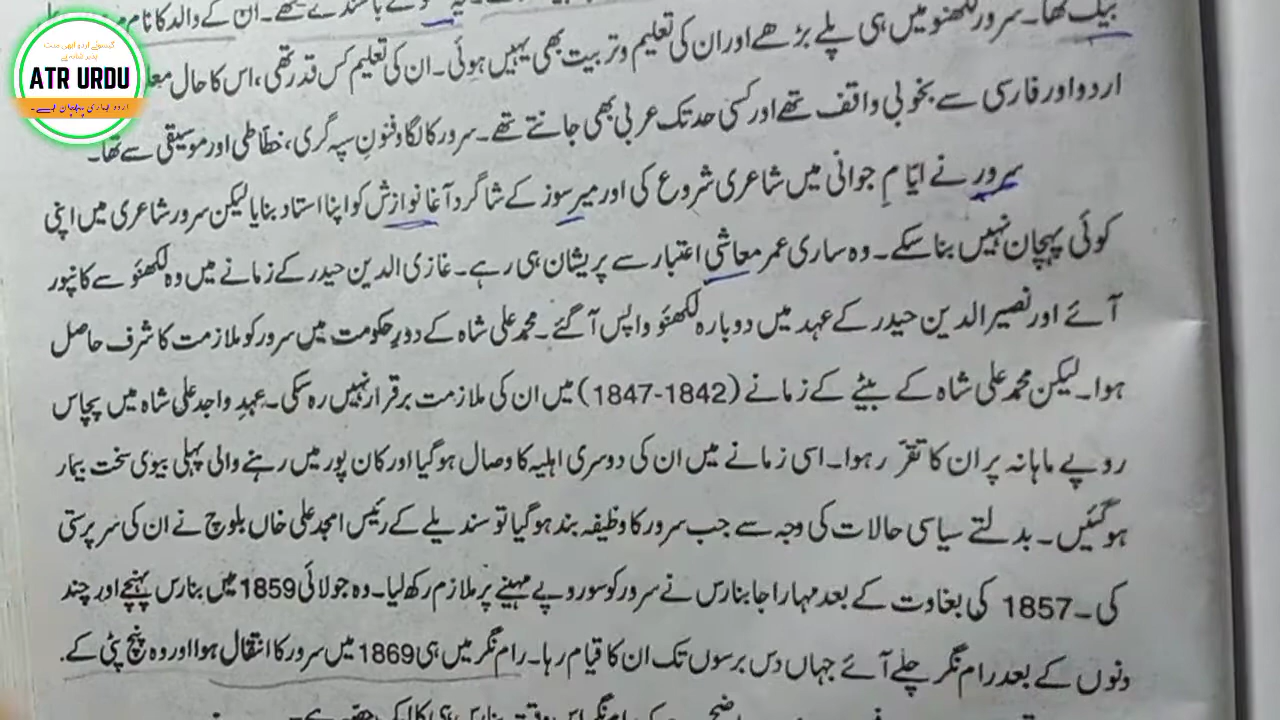 بیگ تھا۔ سرور لکھنؤ میں ہی پلے بڑھے اور ان کی تعلیم و تربیت بھی یہیں ہوئی۔ ان کی تعلیم کس قدر تھی، اس کا حال
اردو اور فارسی سے بخوبی واقف تھے اور کسی حد تک عربی بھی جانتے تھے۔ سرور کا لگاؤ فنونِ سپہ گری، خطّاطی اور موسیقی سے تھا۔
سرور نے ایّامِ جوانی میں شاعری شروع کی اور میر سوز کے شاگرد آغا نوازش کو اپنا استاد بنایا لیکن سرور شاعری میں اپنی
کوئی پہچان نہیں بنا سکے۔ وہ ساری عمر معاشی اعتبار سے پریشان ہی رہے۔ غازی الدین حیدر کے زمانے میں وہ لکھنؤ سے کانپور
آئے اور نصیر الدین حیدر کے عہد میں دوبارہ لکھنؤ واپس آ گئے۔ محمد علی شاہ کے دورِ حکومت میں سرور کو ملازمت کا شرف حاصل
ہوا۔ لیکن محمد علی شاہ کے بیٹے کے زمانے (1842-1847) میں ان کی ملازمت برقرار نہیں رہ سکی۔ عہدِ واجد علی شاہ میں پچاس
روپے ماہانہ پر ان کا تقرّر ہوا۔ اسی زمانے میں ان کی دوسری اہلیہ کا وصال ہو گیا اور کان پور میں رہنے والی پہلی بیوی سخت بیمار
ہو گئیں۔ بدلتے سیاسی حالات کی وجہ سے جب سرور کا وظیفہ بند ہو گیا تو سندیلے کے رئیس امجد علی خاں بلوچ نے ان کی سرپرستی
کی۔ 1857 کی بغاوت کے بعد مہاراجا بنارس نے سرور کو سو روپے مہینے پر ملازم رکھ لیا۔ وہ جولائی 1859 میں بنارس پہنچے اور چند
دنوں کے بعد رام نگر چلے آئے جہاں دس برسوں تک ان کا قیام رہا۔ رام نگر میں ہی 1869 میں سرور کا انتقال ہوا اور وہ پنچ پٹی کے
ATR URDU